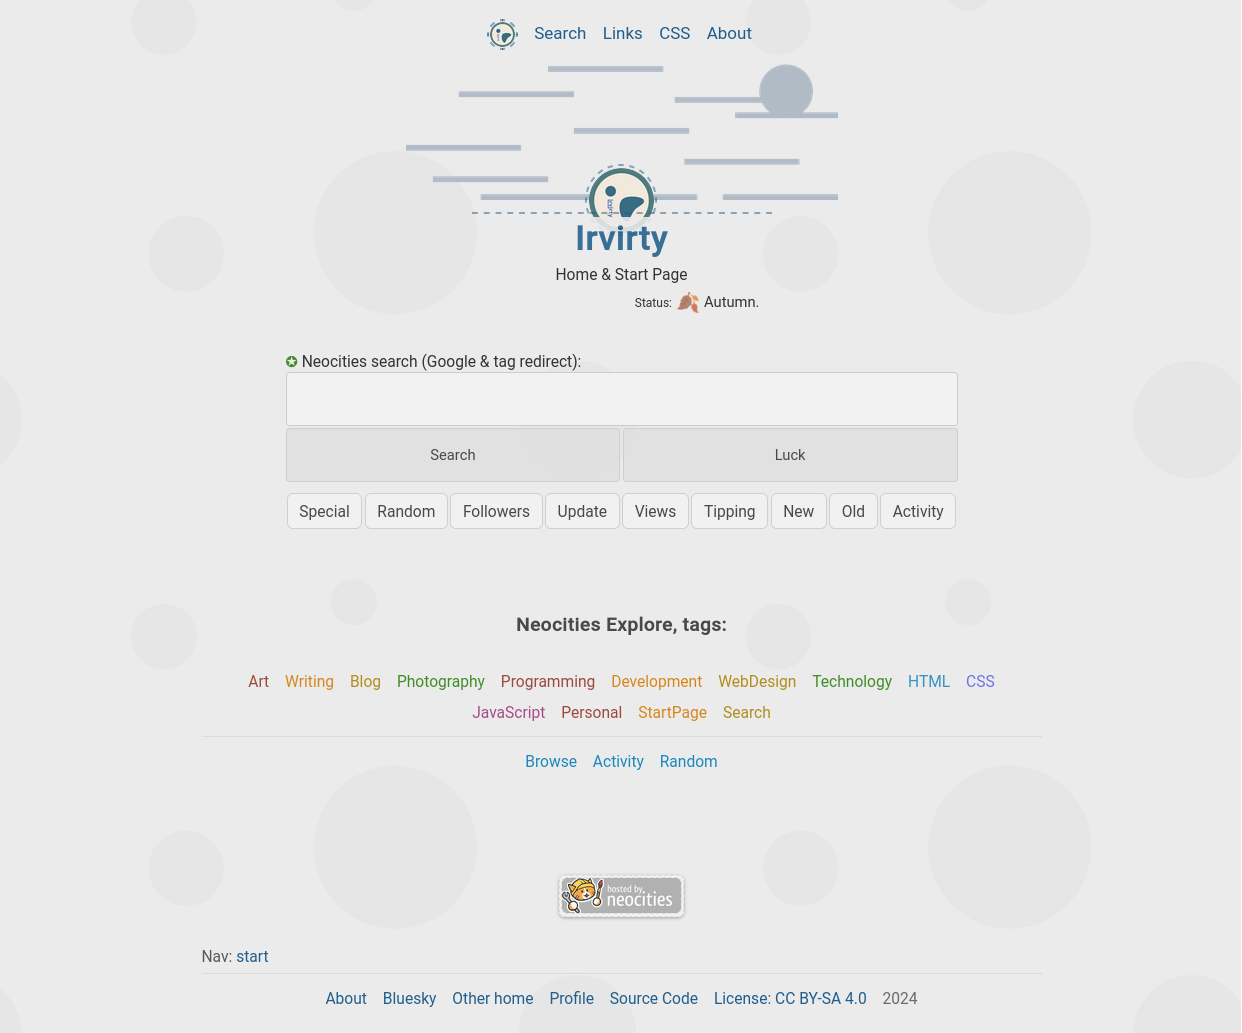 Search Links CSS About
Irvirty
Irvirty
Home & Start Page
Status: 🍂 Autumn.
Neocities search (Google & tag redirect):
Search Luck
Special Random Followers Update Views Tipping New Old Activity
Neocities Explore, tags:
Art Writing Blog Photography Programming Development WebDesign Technology HTML CSS
JavaScript Personal StartPage Search
Browse Activity Random
hosted by
neocities
Nav: start
About Bluesky Other home Profile Source Code License: CC BY-SA 4.0 2024